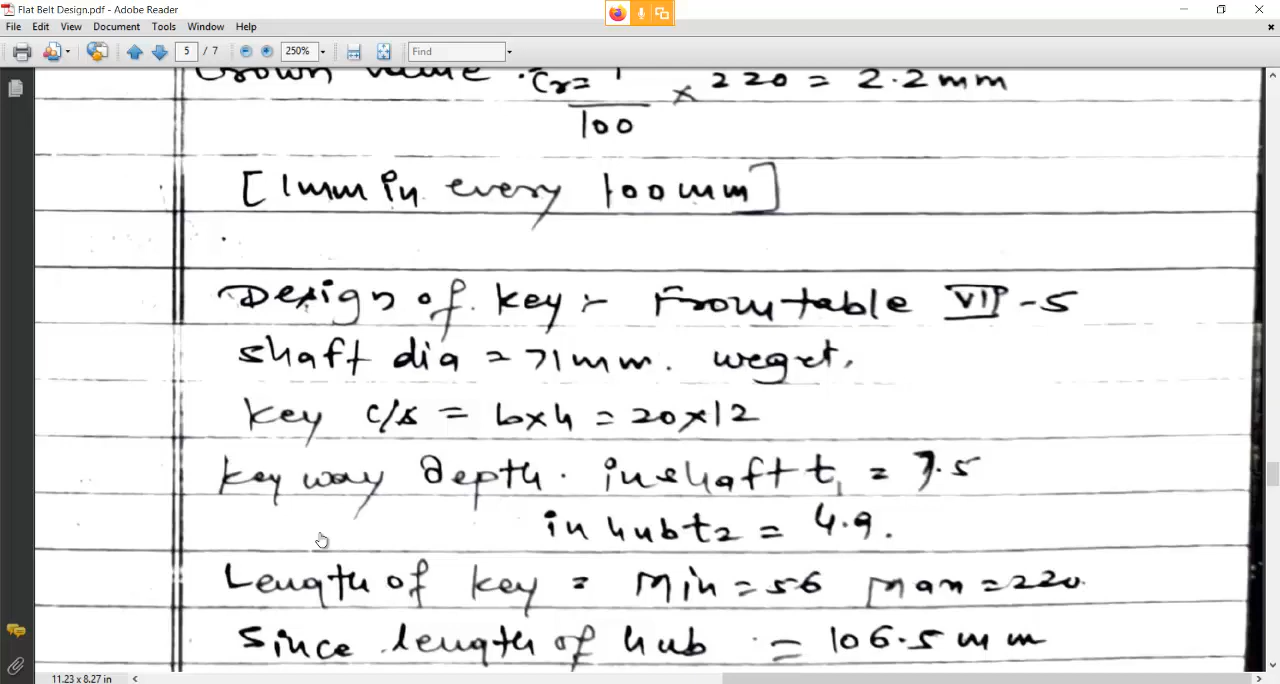 Flat Belt Design.pdf - Adobe Reader
File Edit View Document Tools Window Help
5 / 7 250% Find
Crown value . Cr = 1/100 × 220 = 2.2mm
[1mm in every 100mm]
Design of key :- From table VII-5
shaft dia = 71mm. we get,
key c/s = b×h = 20×12
key way depth. in shaft t1 = 7.5
in hub t2 = 4.9.
Length of key = Min = 56 Max = 220.
Since length of hub = 106.5 mm
11.23 x 8.27 in